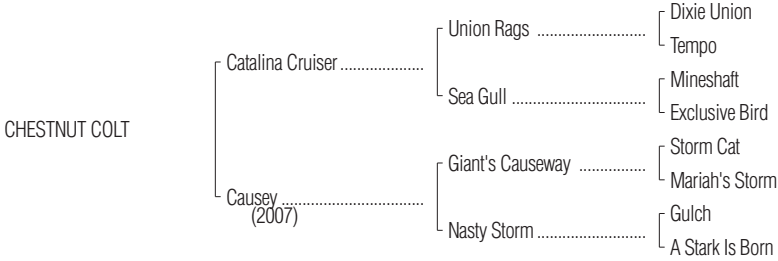 Dixie Union
Union Rags ........................
Tempo
Catalina Cruiser ...................
Mineshaft
Sea Gull ..............................
Exclusive Bird
CHESTNUT COLT
Storm Cat
Giant's Causeway ...............
Mariah's Storm
Causey ................................
(2007)
Gulch
Nasty Storm ........................
A Stark Is Born